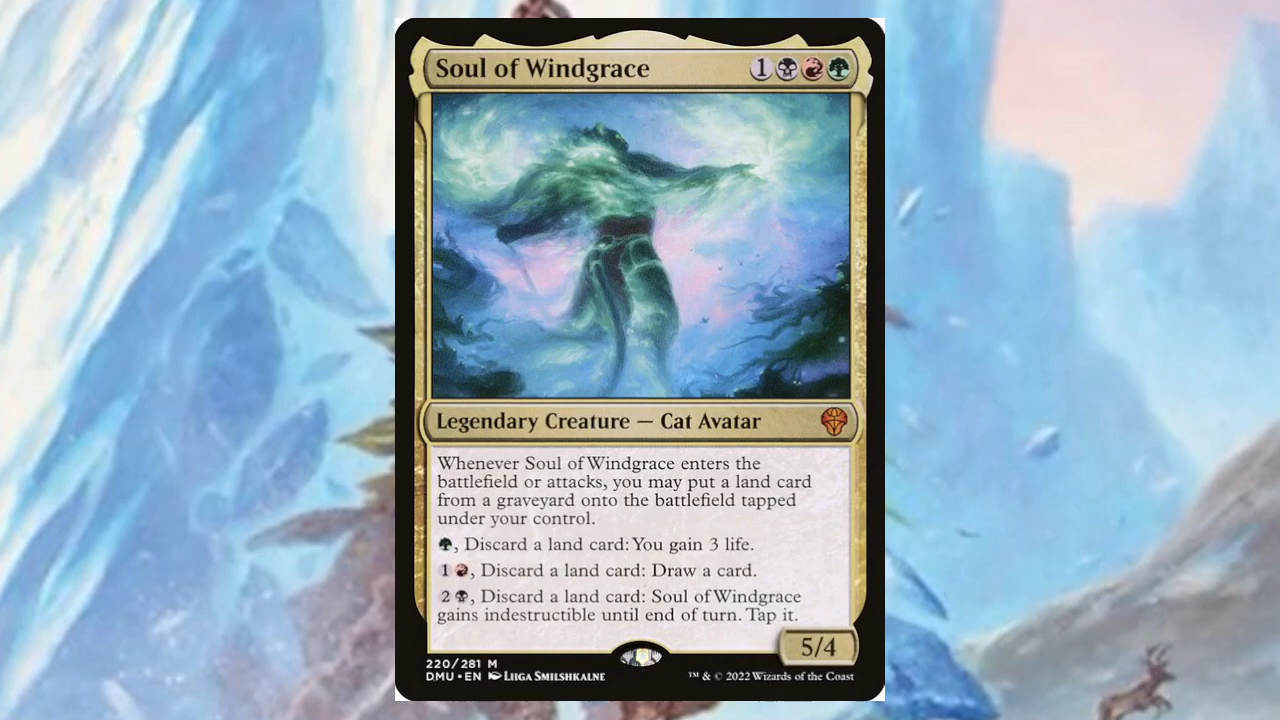 Soul of Windgrace 1
Legendary Creature — Cat Avatar
Whenever Soul of Windgrace enters the
battlefield or attacks, you may put a land card
from a graveyard onto the battlefield tapped
under your control.
, Discard a land card: You gain 3 life.
1 , Discard a land card: Draw a card.
2 , Discard a land card: Soul of Windgrace
gains indestructible until end of turn. Tap it.
5/4
220/281 M
DMU • EN Liiga Smilshkalne
™ & © 2022 Wizards of the Coast